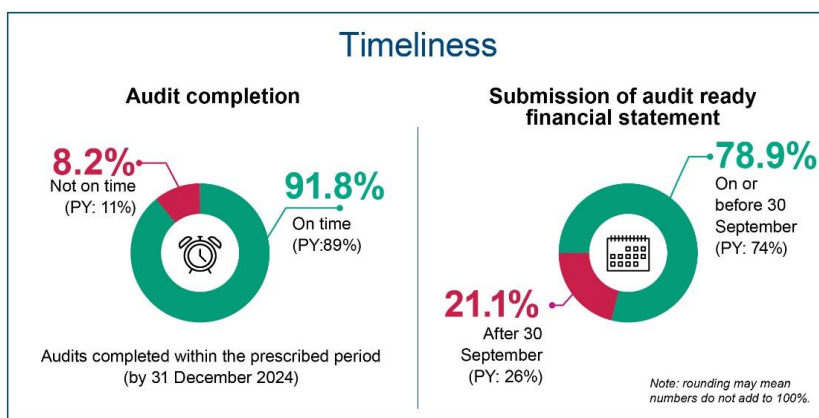 Timeliness
Audit completion
8.2%
Not on time
(PY: 11%)
91.8%
On time
(PY:89%)
Audits completed within the prescribed period
(by 31 December 2024)
Submission of audit ready
financial statement
78.9%
On or
before 30
September
(PY: 74%)
21.1%
After 30
September
(PY: 26%)
Note: rounding may mean
numbers do not add to 100%.